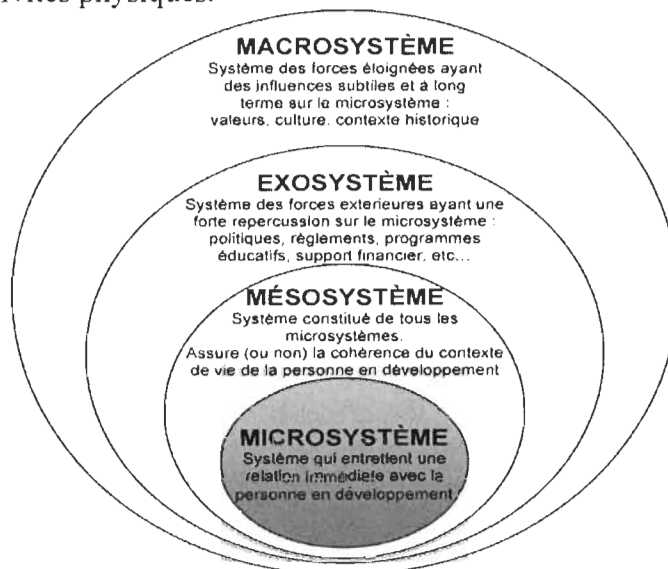 physiques.
MACROSYSTÈME
Système des forces éloignées ayant
des influences subtiles et à long
terme sur le microsystème :
valeurs, culture, contexte historique
EXOSYSTÈME
Système des forces exterieures ayant une
forte repercussion sur le microsystème :
politiques, règlements, programmes
éducatifs, support financier, etc...
MÉSOSYSTÈME
Système constitué de tous les
microsystèmes.
Assure (ou non) la cohérence du contexte
de vie de la personne en développement
MICROSYSTÈME
Système qui entretient une
relation immédiate avec la
personne en développement